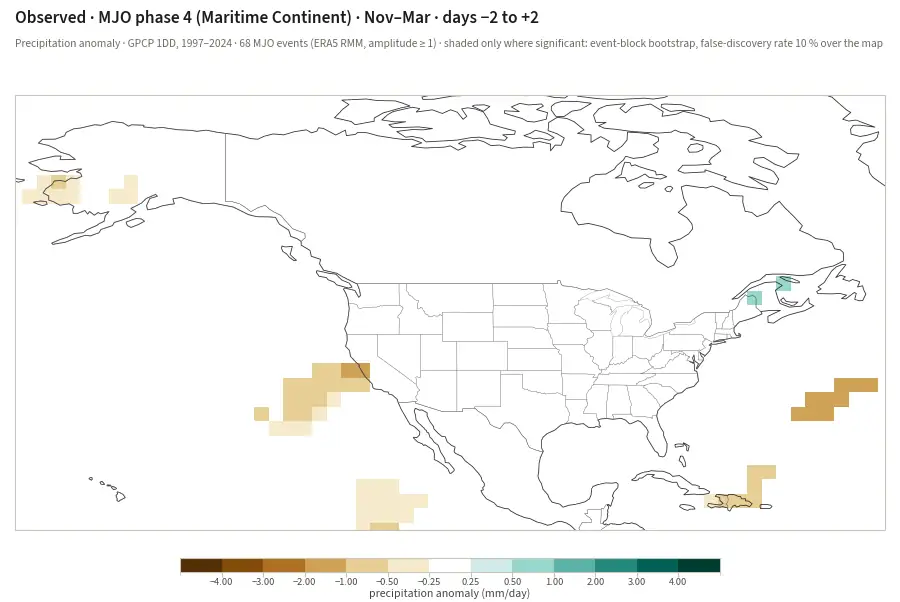 Observed · MJO phase 4 (Maritime Continent) · Nov–Mar · days −2 to +2
Precipitation anomaly · GPCP 1DD, 1997–2024 · 68 MJO events (ERA5 RMM, amplitude ≥ 1) · shaded only where significant: event-block bootstrap, false-discovery rate 10 % over the map
−4.00 −3.00 −2.00 −1.00 −0.50 −0.25 0.25 0.50 1.00 2.00 3.00 4.00
precipitation anomaly (mm/day)